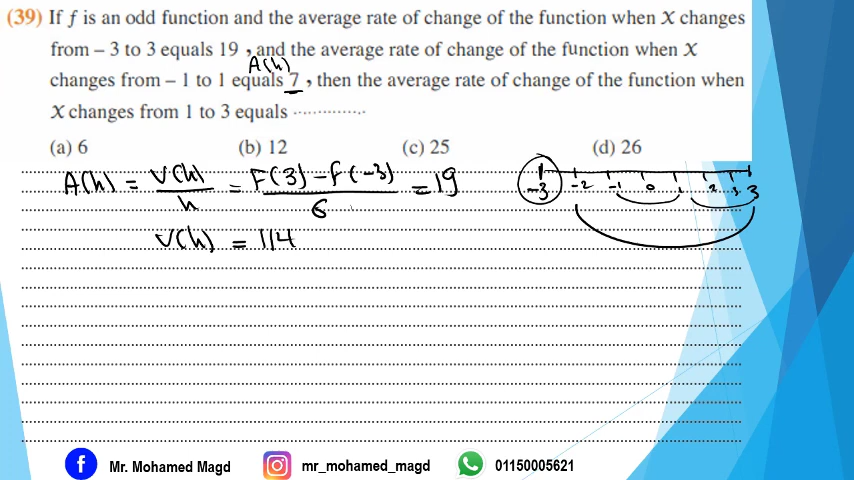 (39) If f is an odd function and the average rate of change of the function when X changes
from – 3 to 3 equals 19 , and the average rate of change of the function when X
A(h)
changes from – 1 to 1 equals 7 , then the average rate of change of the function when
X changes from 1 to 3 equals ..............
(a) 6 (b) 12 (c) 25 (d) 26
A(h) = V(h)/h = F(3) - f(-3)/6 = 19
-3 -2 -1 0 1 2 3
V(h) = 114
Mr. Mohamed Magd mr_mohamed_magd 01150005621